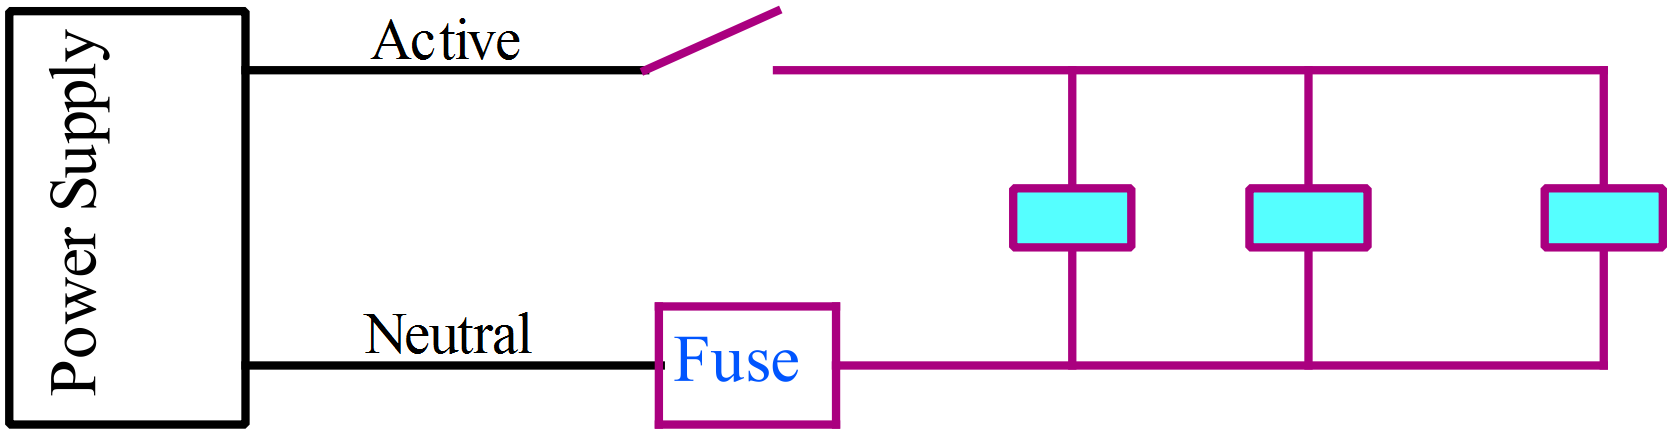 Power Supply
Active
Neutral
Fuse